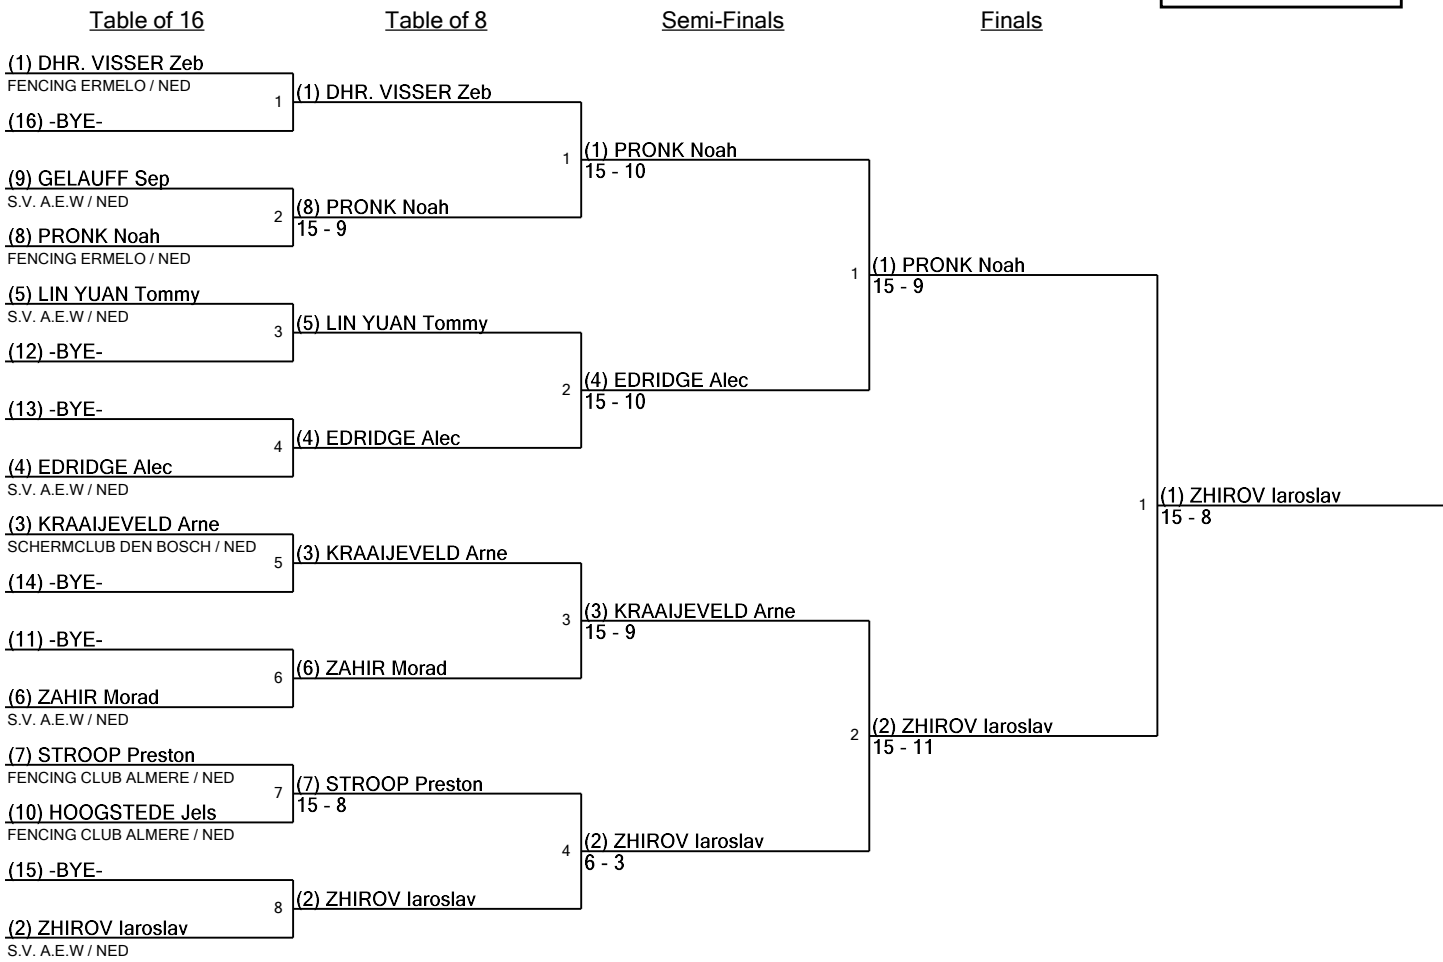 Table of 16
Table of 8
Semi-Finals
Finals
(1) DHR. VISSER Zeb
FENCING ERMELO / NED
1
(16) -BYE-
(9) GELAUFF Sep
S.V. A.E.W / NED
2
(8) PRONK Noah
FENCING ERMELO / NED
(5) LIN YUAN Tommy
S.V. A.E.W / NED
3
(12) -BYE-
(13) -BYE-
4
(4) EDRIDGE Alec
S.V. A.E.W / NED
(3) KRAAIJEVELD Arne
SCHERMCLUB DEN BOSCH / NED
5
(14) -BYE-
(11) -BYE-
6
(6) ZAHIR Morad
S.V. A.E.W / NED
(7) STROOP Preston
FENCING CLUB ALMERE / NED
7
(10) HOOGSTEDE Jels
FENCING CLUB ALMERE / NED
(15) -BYE-
8
(2) ZHIROV Iaroslav
S.V. A.E.W / NED
(1) DHR. VISSER Zeb
1
(8) PRONK Noah
15 - 9
(5) LIN YUAN Tommy
2
(4) EDRIDGE Alec
(3) KRAAIJEVELD Arne
3
(6) ZAHIR Morad
(7) STROOP Preston
15 - 8
4
(2) ZHIROV Iaroslav
(1) PRONK Noah
15 - 10
1
(4) EDRIDGE Alec
15 - 10
(3) KRAAIJEVELD Arne
15 - 9
2
(2) ZHIROV Iaroslav
6 - 3
(1) PRONK Noah
15 - 9
1
(2) ZHIROV Iaroslav
15 - 11
(1) ZHIROV Iaroslav
15 - 8